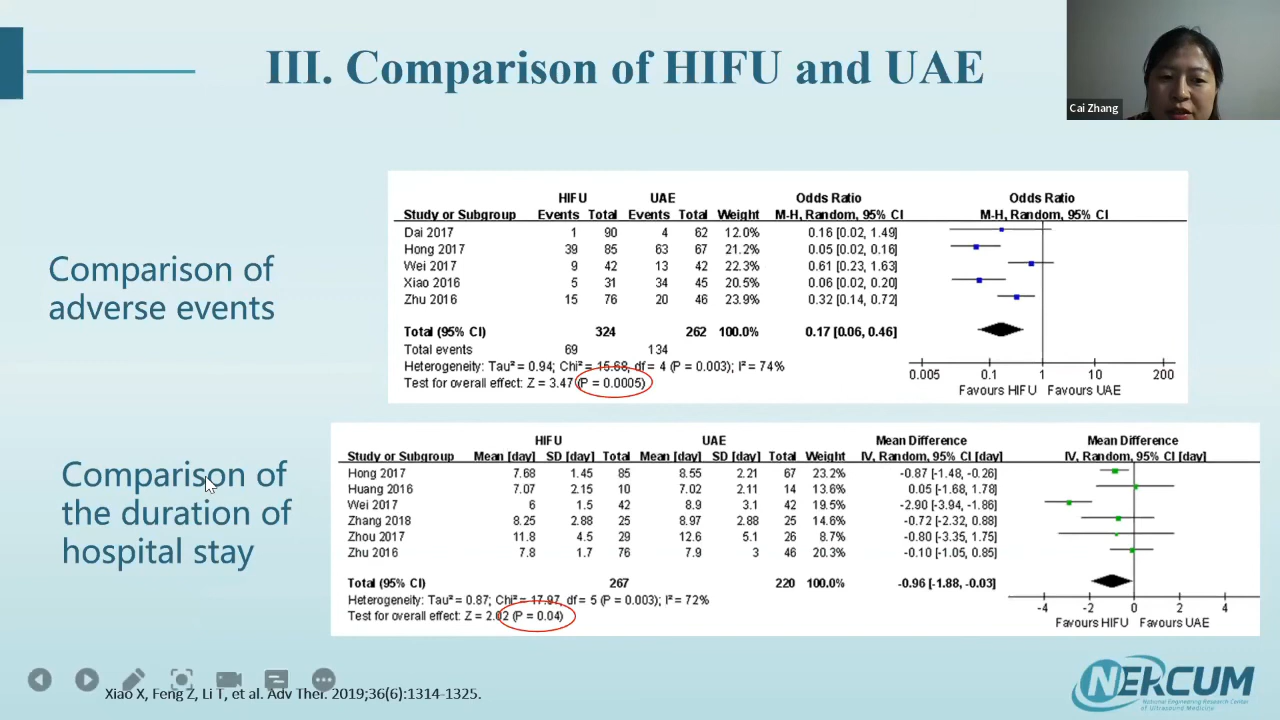 III. Comparison of HIFU and UAE
Cai Zhang
Comparison of
adverse events
HIFU UAE Odds Ratio Odds Ratio
Study or Subgroup Events Total Events Total Weight M-H, Random, 95% CI M-H, Random, 95% CI
Dai 2017 1 90 4 62 12.0% 0.16 [0.02, 1.49]
Hong 2017 39 85 63 67 21.2% 0.05 [0.02, 0.16]
Wei 2017 9 42 13 42 22.3% 0.61 [0.23, 1.63]
Xiao 2016 5 31 34 45 20.5% 0.06 [0.02, 0.20]
Zhu 2016 15 76 20 46 23.9% 0.32 [0.14, 0.72]
Total (95% CI) 324 262 100.0% 0.17 [0.06, 0.46]
Total events 69 134
Heterogeneity: Tau² = 0.94; Chi² = 15.68, df = 4 (P = 0.003); I² = 74%
Test for overall effect: Z = 3.47 (P = 0.0005)
0.005 0.1 1 10 200
Favours HIFU Favours UAE
Comparison of
the duration of
hospital stay
HIFU UAE Mean Difference Mean Difference
Study or Subgroup Mean [day] SD [day] Total Mean [day] SD [day] Total Weight IV, Random, 95% CI [day] IV, Random, 95% CI [day]
Hong 2017 7.68 1.45 85 8.55 2.21 67 23.2% -0.87 [-1.48, -0.26]
Huang 2016 7.07 2.15 10 7.02 2.11 14 13.6% 0.05 [-1.68, 1.78]
Wei 2017 6 1.5 42 8.9 3.1 42 19.5% -2.90 [-3.94, -1.86]
Zhang 2018 8.25 2.88 25 8.97 2.88 25 14.6% -0.72 [-2.32, 0.88]
Zhou 2017 11.8 4.5 29 12.6 5.1 26 8.7% -0.80 [-3.35, 1.75]
Zhu 2016 7.8 1.7 76 7.9 3 46 20.3% -0.10 [-1.05, 0.85]
Total (95% CI) 267 220 100.0% -0.96 [-1.88, -0.03]
Heterogeneity: Tau² = 0.87; Chi² = 17.97, df = 5 (P = 0.003); I² = 72%
Test for overall effect: Z = 2.02 (P = 0.04)
-4 -2 0 2 4
Favours HIFU Favours UAE
Xiao X, Feng Z, Li T, et al. Adv Ther. 2019;36(6):1314-1325.
NERCUM
National Engineering Research Center
of Ultrasound Medicine